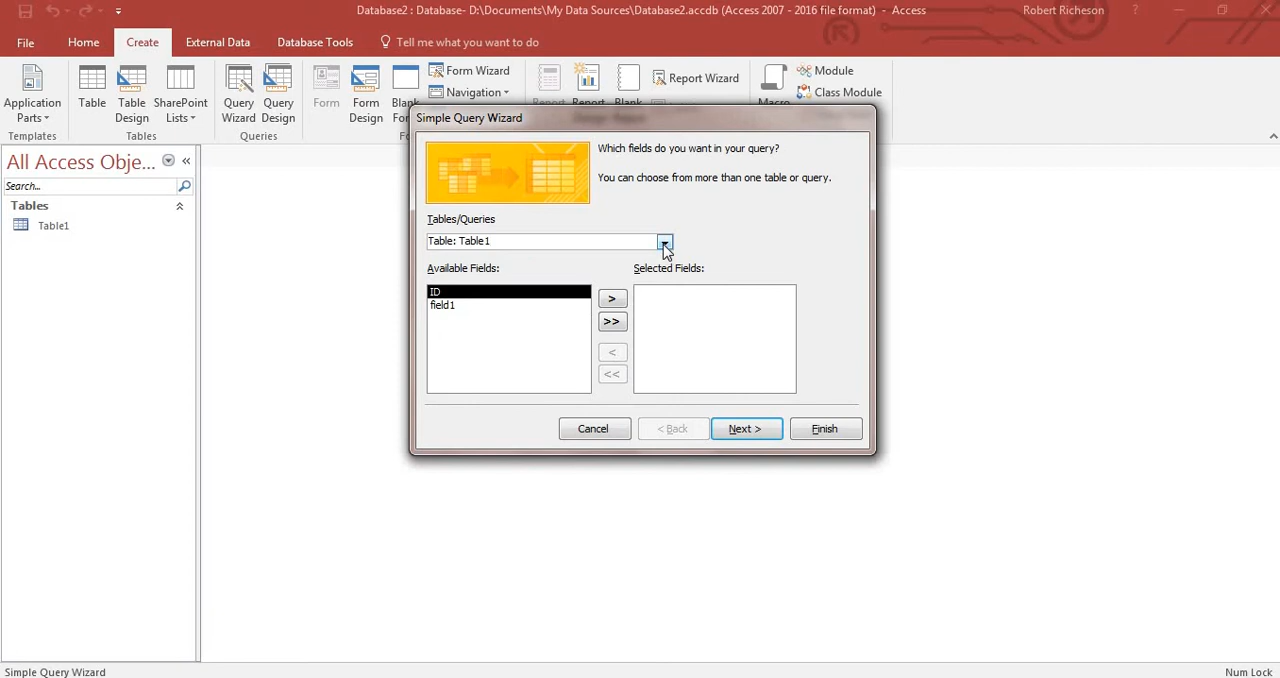 Database2 : Database- D:\Documents\My Data Sources\Database2.accdb (Access 2007 - 2016 file format) - Access
Robert Richeson
?
File
Home
Create
External Data
Database Tools
Tell me what you want to do
Application Parts
Table
Table Design
SharePoint Lists
Query Wizard
Query Design
Form
Form Design
Form Wizard
Navigation
Report Wizard
Module
Class Module
Templates
Tables
Queries
All Access Obje...
Search...
Tables
Table1
Simple Query Wizard
Which fields do you want in your query?
You can choose from more than one table or query.
Tables/Queries
Table: Table1
Available Fields:
Selected Fields:
ID
field1
>
>>
<
<<
Cancel
< Back
Next >
Finish
Simple Query Wizard
Num Lock